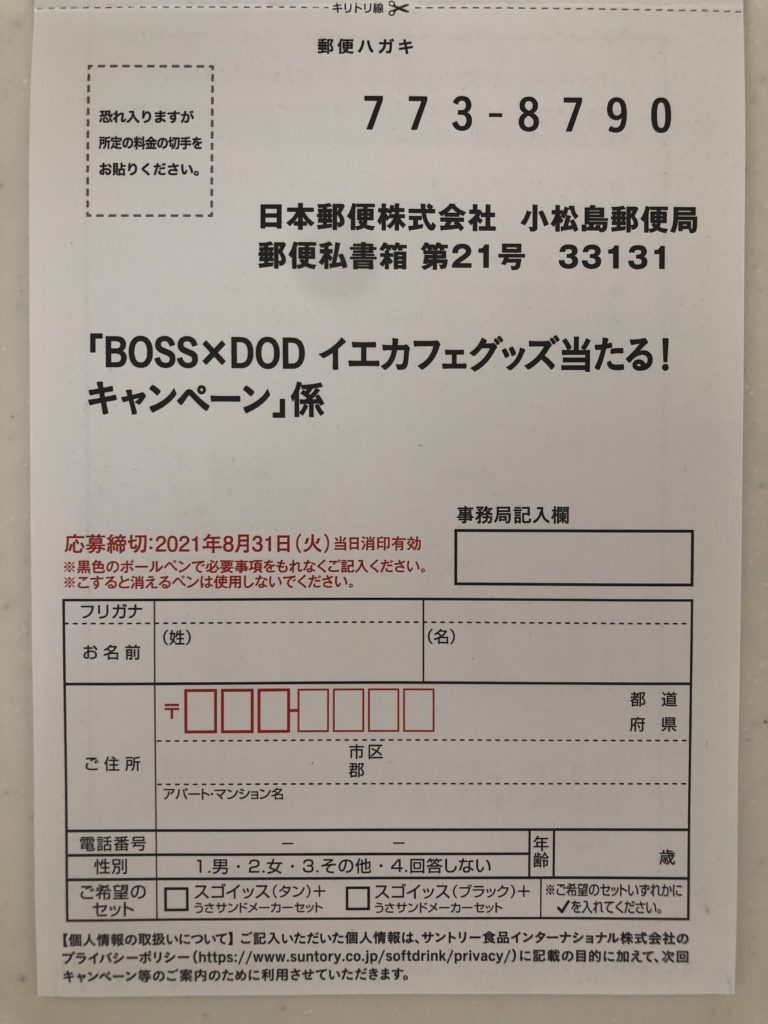 キリトリ線
郵便ハガキ
恐れ入りますが
所定の料金の切手を
お貼りください。
773-8790
日本郵便株式会社 小松島郵便局
郵便私書箱 第21号 33131
「BOSS×DOD イエカフェグッズ当たる!
キャンペーン」係
事務局記入欄
応募締切:2021年8月31日(火)当日消印有効
※黒色のボールペンで必要事項をもれなくご記入ください。
※こすると消えるペンは使用しないでください。
フリガナ
お名前 (姓) (名)
ご住所
〒 - 都道
府県
市区
郡
アパート・マンション名
電話番号 - -
年齢 歳
性別 1.男・2.女・3.その他・4.回答しない
ご希望の
セット
□スゴイッス(タン)+
うさサンドメーカーセット
□スゴイッス(ブラック)+
うさサンドメーカーセット
※ご希望のセットいずれかに
✓を入れてください。
【個人情報の取扱いについて】ご記入いただいた個人情報は、サントリー食品インターナショナル株式会社の
プライバシーポリシー(https://www.suntory.co.jp/softdrink/privacy/)に記載の目的に加えて、次回
キャンペーン等のご案内のために利用させていただきます。